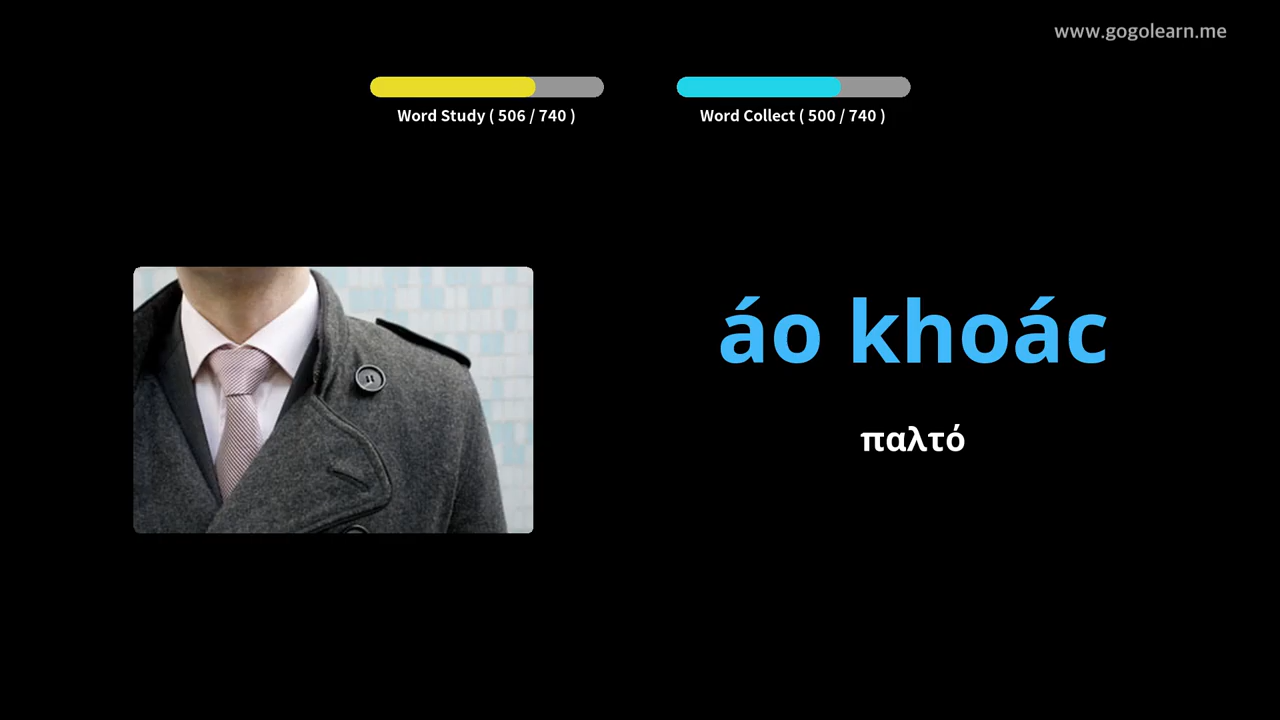 www.gogolearn.me
Word Study ( 506 / 740 )
Word Collect ( 500 / 740 )
áo khoác
παλτό